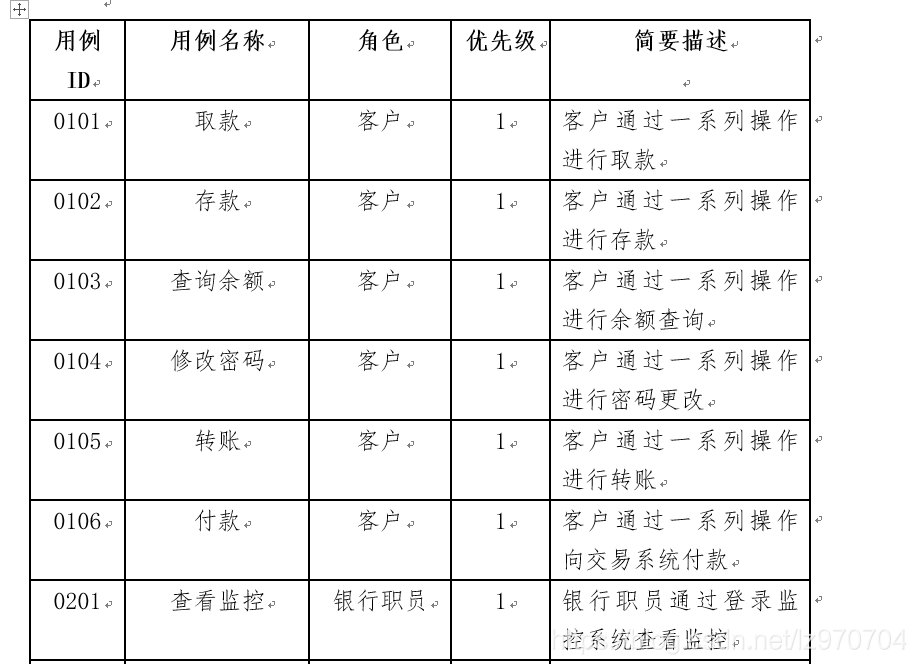 用例 用例名称 角色 优先级 简要描述
ID
0101 取款 客户 1 客户通过一系列操作
进行取款
0102 存款 客户 1 客户通过一系列操作
进行存款
0103 查询余额 客户 1 客户通过一系列操作
进行余额查询
0104 修改密码 客户 1 客户通过一系列操作
进行密码更改
0105 转账 客户 1 客户通过一系列操作
进行转账
0106 付款 客户 1 客户通过一系列操作
向交易系统付款
0201 查看监控 银行职员 1 银行职员通过登录监
控系统查看监控
https://blog.csdn.net/lz970704